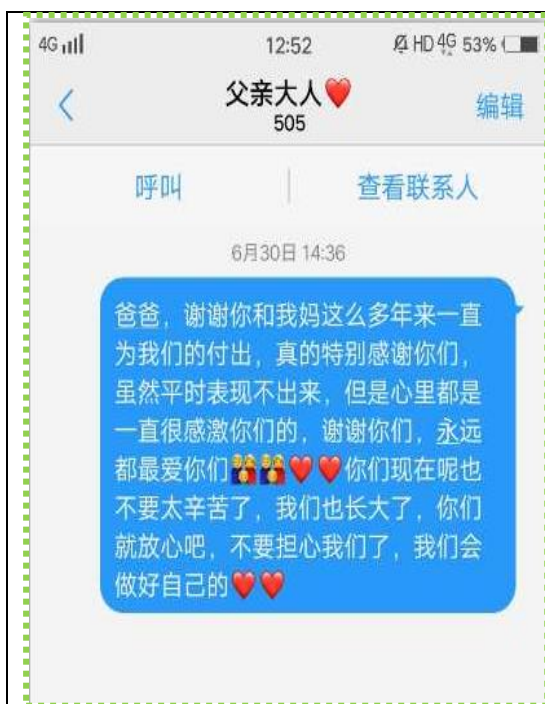 4G 12:52 HD 4G 53%
父亲大人❤️
505
编辑
呼叫
查看联系人
6月30日 14:36
爸爸，谢谢你和我妈这么多年来一直
为我们的付出，真的特别感谢你们，
虽然平时表现不出来，但是心里都是
一直很感激你们的，谢谢你们，永远
都最爱你们👫👫❤️❤️你们现在呢也
不要太辛苦了，我们也长大了，你们
就放心吧，不要担心我们了，我们会
做好自己的❤️❤️